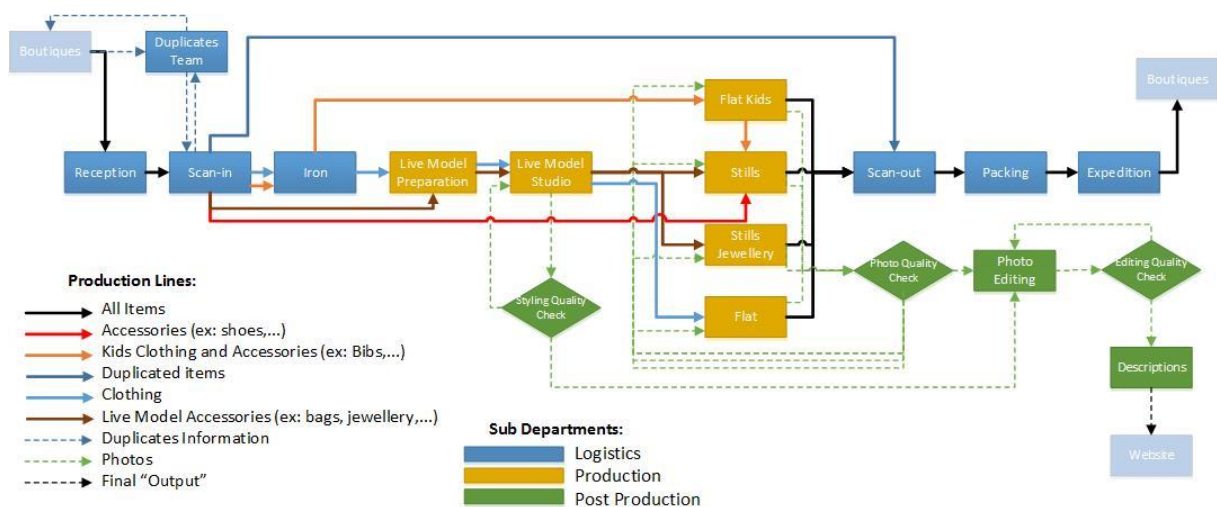 Boutiques
Duplicates
Team
Flat Kids
Boutiques
Reception
Scan-in
Iron
Live Model
Preparation
Live Model
Studio
Stills
Scan-out
Packing
Expedition
Stills
Jewellery
Photo Quality
Check
Photo
Editing
Editing Quality
Check
Styling Quality
Check
Flat
Descriptions
Website
Production Lines:
All Items
Accessories (ex: shoes,...)
Kids Clothing and Accessories (ex: Bibs,...)
Duplicated items
Clothing
Live Model Accessories (ex: bags, jewellery,...)
Duplicates Information
Photos
Final “Output”
Sub Departments:
Logistics
Production
Post Production